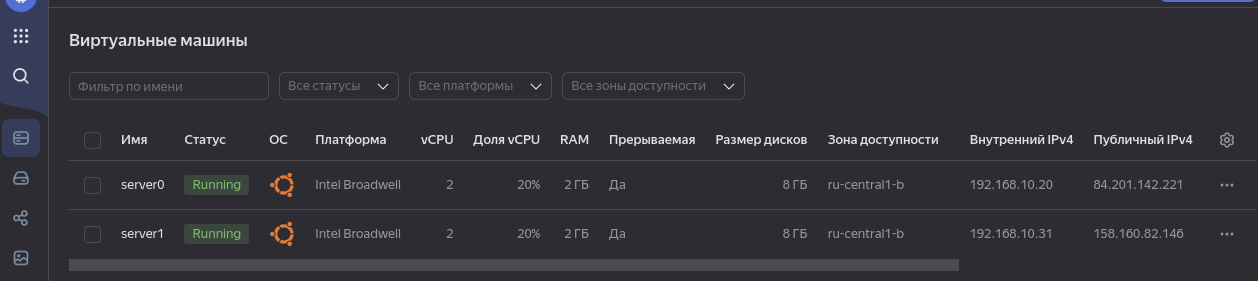 Виртуальные машины
Фильтр по имени Все статусы Все платформы Все зоны доступности
Имя Статус ОС Платформа vCPU Доля vCPU RAM Прерываемая Размер дисков Зона доступности Внутренний IPv4 Публичный IPv4
server0 Running Intel Broadwell 2 20% 2 ГБ Да 8 ГБ ru-central1-b 192.168.10.20 84.201.142.221
server1 Running Intel Broadwell 2 20% 2 ГБ Да 8 ГБ ru-central1-b 192.168.10.31 158.160.82.146